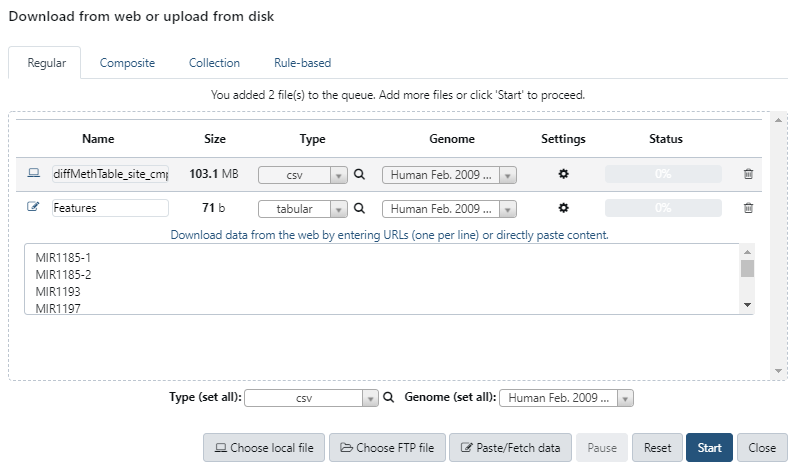 Download from web or upload from disk
Regular Composite Collection Rule-based
You added 2 file(s) to the queue. Add more files or click 'Start' to proceed.
Name Size Type Genome Settings Status
diffMethTable_site_cmp 103.1 MB csv Human Feb. 2009 ... 0%
Features 71 b tabular Human Feb. 2009 ... 0%
Download data from the web by entering URLs (one per line) or directly paste content.
MIR1185-1
MIR1185-2
MIR1193
MIR1197
Type (set all): csv Genome (set all): Human Feb. 2009 ...
Choose local file Choose FTP file Paste/Fetch data Pause Reset Start Close